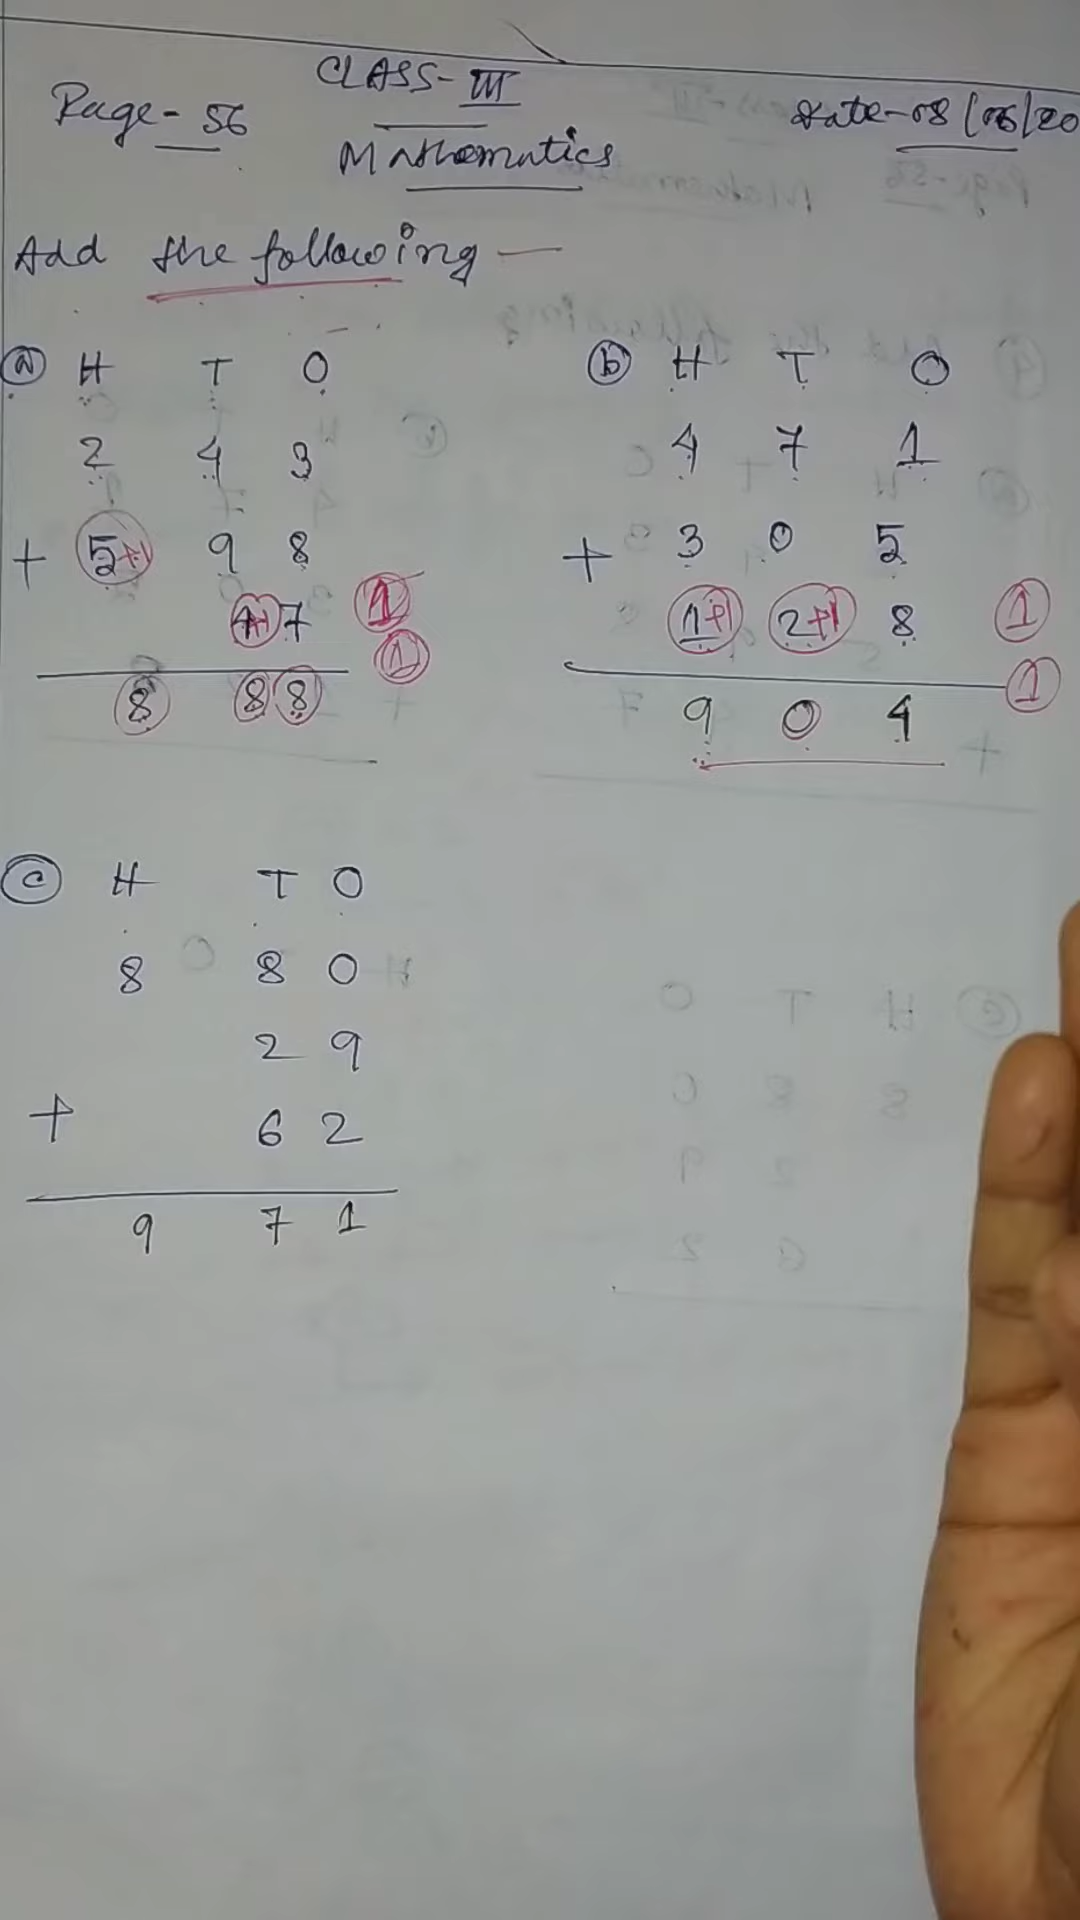 CLASS-III
Page-56
Date-08/06/20
Mathematics
Add the following —
(a) H T O
2 4 3
+ 5+1 9 8
4+1 7 1
1
8 8 8
(b) H T O
4 7 1
+ 3 0 5
1+1 2+1 8 1
1
9 0 4
(c) H T O
8 8 0
2 9
+ 6 2
9 7 1